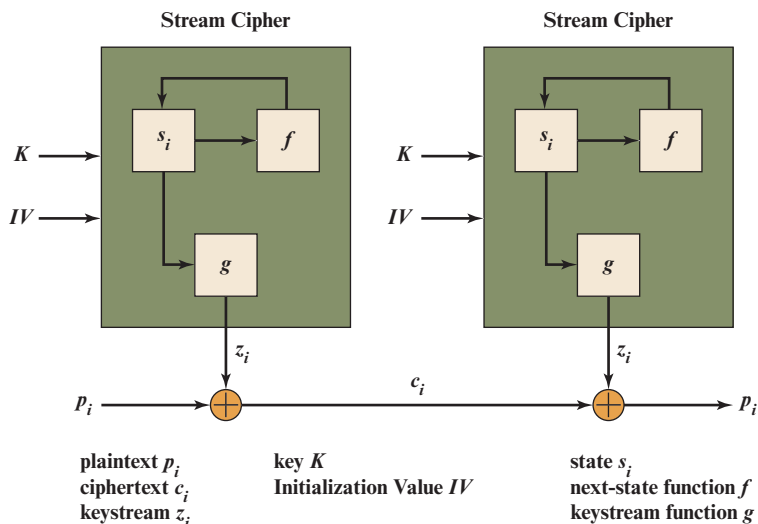 Stream Cipher Stream Cipher
s_i f s_i f
K K
IV IV
g g
z_i z_i
p_i c_i p_i
plaintext p_i key K state s_i
ciphertext c_i Initialization Value IV next-state function f
keystream z_i keystream function g